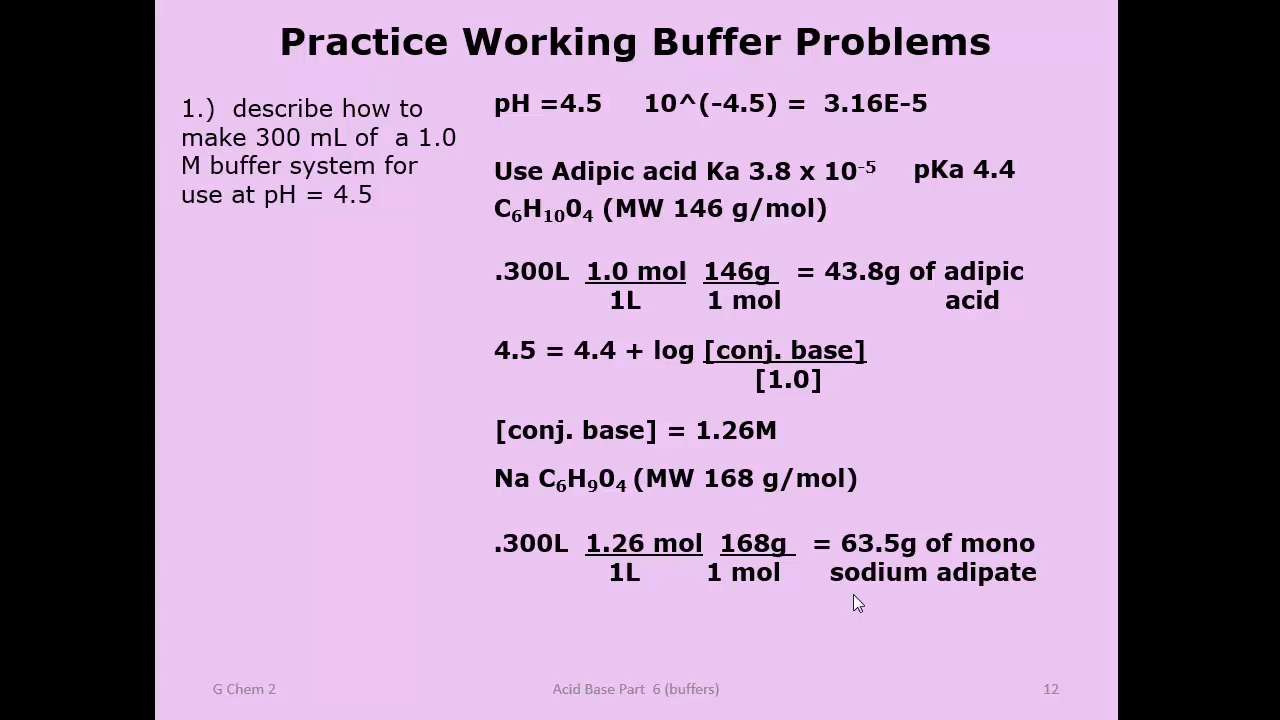 Practice Working Buffer Problems
1.) describe how to
make 300 mL of a 1.0
M buffer system for
use at pH = 4.5
pH =4.5 10^(-4.5) = 3.16E-5
Use Adipic acid Ka 3.8 x 10⁻⁵ pKa 4.4
C₆H₁₀0₄ (MW 146 g/mol)
.300L 1.0 mol 146g = 43.8g of adipic
1L 1 mol acid
4.5 = 4.4 + log [conj. base]
[1.0]
[conj. base] = 1.26M
Na C₆H₉0₄ (MW 168 g/mol)
.300L 1.26 mol 168g = 63.5g of mono
1L 1 mol sodium adipate
G Chem 2 Acid Base Part 6 (buffers) 12